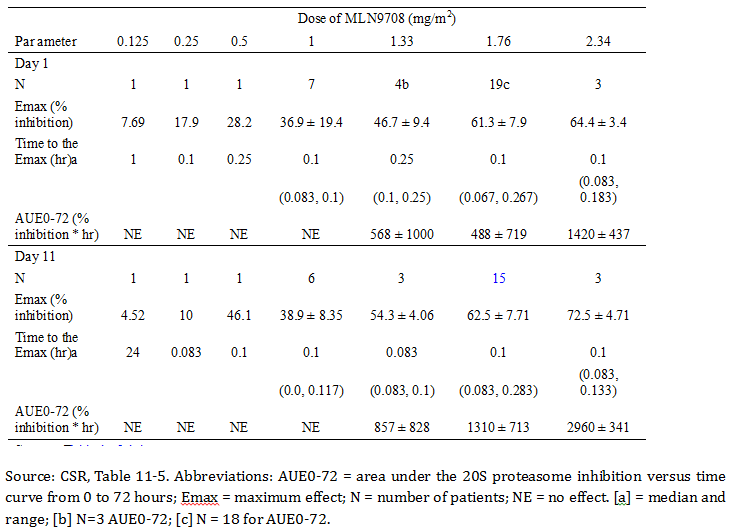 Dose of MLN9708 (mg/m2)
Parameter 0.125 0.25 0.5 1 1.33 1.76 2.34
Day 1
N 1 1 1 7 4b 19c 3
Emax (%
inhibition) 7.69 17.9 28.2 36.9 ± 19.4 46.7 ± 9.4 61.3 ± 7.9 64.4 ± 3.4
Time to the
Emax (hr)a 1 0.1 0.25 0.1 0.25 0.1 0.1
(0.083, 0.1) (0.1, 0.25) (0.067, 0.267) (0.083,
0.183)
AUE0-72 (%
inhibition * hr) NE NE NE NE 568 ± 1000 488 ± 719 1420 ± 437
Day 11
N 1 1 1 6 3 15 3
Emax (%
inhibition) 4.52 10 46.1 38.9 ± 8.35 54.3 ± 4.06 62.5 ± 7.71 72.5 ± 4.71
Time to the
Emax (hr)a 24 0.083 0.1 0.1 0.083 0.1 0.1
(0.0, 0.117) (0.083, 0.1) (0.083, 0.283) (0.083,
0.133)
AUE0-72 (%
inhibition * hr) NE NE NE NE 857 ± 828 1310 ± 713 2960 ± 341
Source: CSR, Table 11-5. Abbreviations: AUE0-72 = area under the 20S proteasome inhibition versus time
curve from 0 to 72 hours; Emax = maximum effect; N = number of patients; NE = no effect. [a] = median and
range; [b] N=3 AUE0-72; [c] N = 18 for AUE0-72.